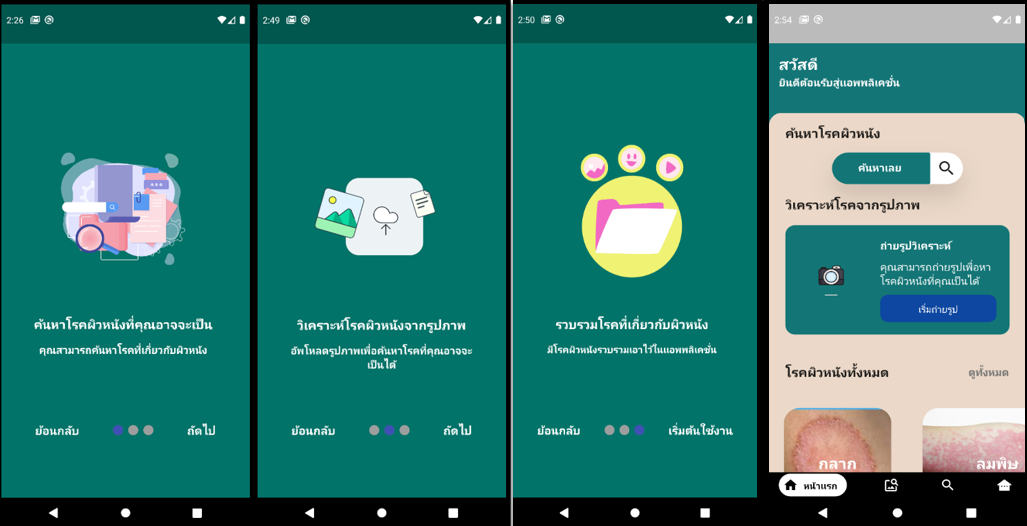 2:26
ค้นหาโรคผิวหนังที่คุณอาจจะเป็น
คุณสามารถค้นหาโรคที่เกี่ยวกับผิวหนัง
ย้อนกลับ
ถัดไป
2:49
วิเคราะห์โรคผิวหนังจากรูปภาพ
อัพโหลดรูปภาพเพื่อค้นหาโรคที่คุณอาจจะ
เป็นได้
ย้อนกลับ
ถัดไป
2:50
รวบรวมโรคที่เกี่ยวกับผิวหนัง
มีโรคผิวหนังรวบรวมเอาไว้ในแอพพลิเคชั่น
ย้อนกลับ
เริ่มต้นใช้งาน
2:54
สวัสดี
ยินดีต้อนรับสู่แอพพลิเคชั่น
ค้นหาโรคผิวหนัง
ค้นหาเลย
วิเคราะห์โรคจากรูปภาพ
ถ่ายรูปวิเคราะห์
คุณสามารถถ่ายรูปเพื่อหา
โรคผิวหนังที่คุณเป็นได้
เริ่มถ่ายรูป
โรคผิวหนังทั้งหมด
ดูทั้งหมด
กลาก
ลมพิษ
หน้าแรก